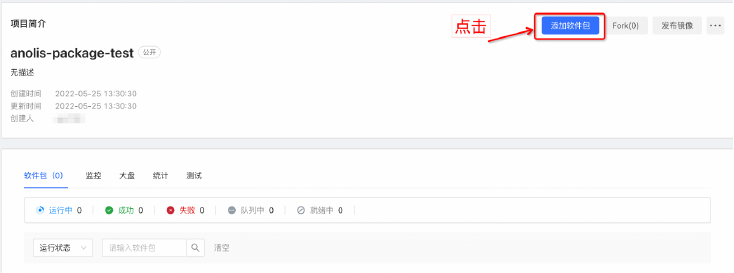 项目简介
点击
添加软件包
Fork(0)
发布镜像
anolis-package-test 公开
无描述
创建时间 2022-05-25 13:30:30
更新时间 2022-05-25 13:30:30
创建人
软件包 (0) 监控 大盘 统计 测试
运行中 0 成功 0 失败 0 队列中 0 就绪中 0
运行状态 请输入软件包 清空